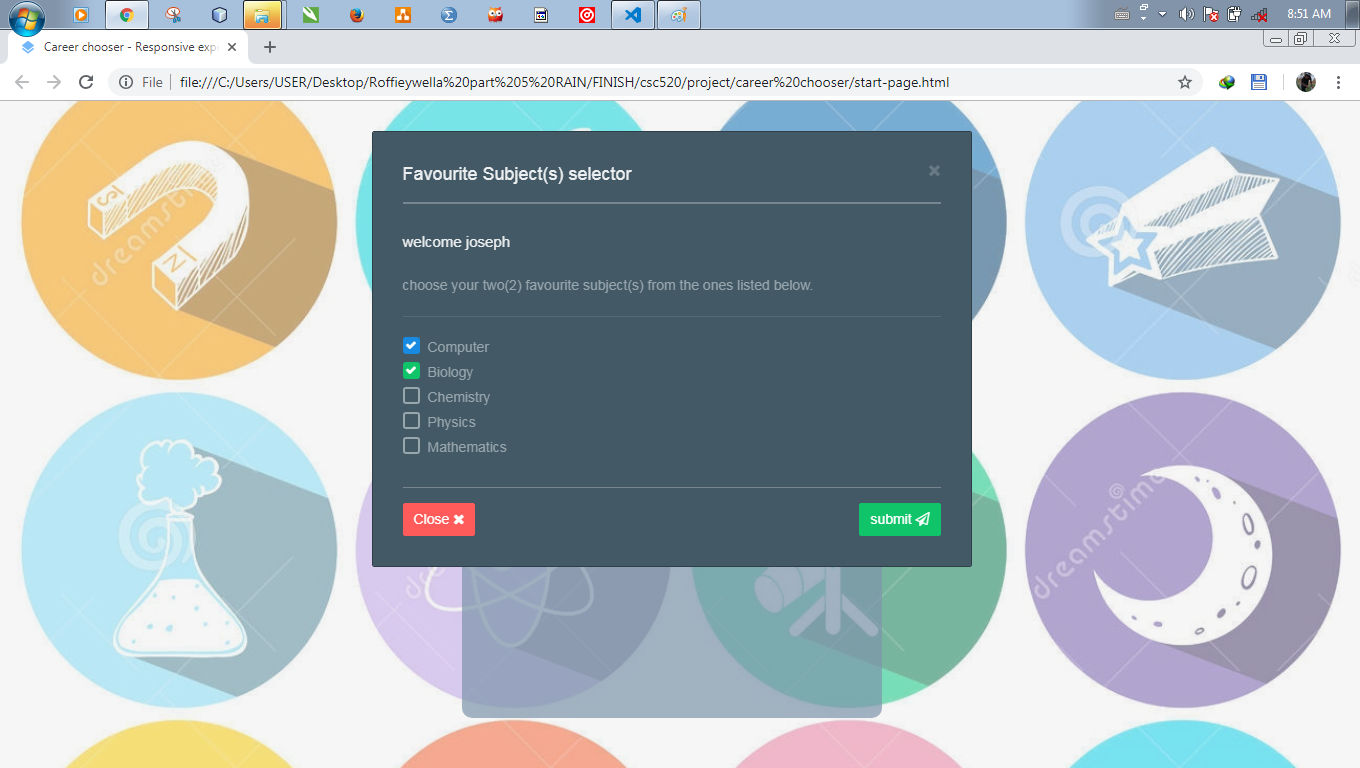 8:51 AM
Career chooser - Responsive exp
File
file:///C:/Users/USER/Desktop/Roffieywella%20part%205%20RAIN/FINISH/csc520/project/career%20chooser/start-page.html
Favourite Subject(s) selector
welcome joseph
choose your two(2) favourite subject(s) from the ones listed below.
Computer
Biology
Chemistry
Physics
Mathematics
Close
submit
S
N
dreamstime
dreamstime